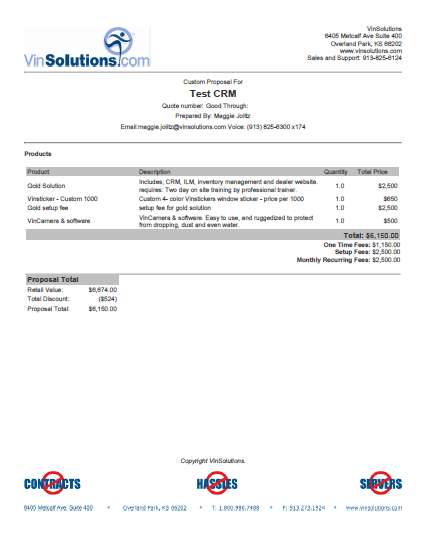 VinSolutions.com
VinSolutions
6405 Metcalf Ave Suite 400
Overland Park, KS 66202
www.vinsolutions.com
Sales and Support: 913-825-6124
Custom Proposal For
Test CRM
Quote number: Good Through:
Prepared By: Maggie Jolitz
Email:maggie.jolitz@vinsolutions.com Voice: (913) 825-6300 x174
Products
Product Description Quantity Total Price
Gold Solution Includes; CRM, ILM, Inventory management and dealer website. requires: Two day on site training by professional trainer. 1.0 $2,500
Vinsticker - Custom 1000 Custom 4- color Vinstickers window sticker - price per 1000 1.0 $650
Gold setup fee setup fee for gold solution 1.0 $2,500
VinCamera & software VinCamera & software. Easy to use, and ruggedized to protect from dropping, dust and even water. 1.0 $500
Total: $6,150.00
One Time Fees: $1,150.00
Setup Fees: $2,500.00
Monthly Recurring Fees: $2,500.00
Proposal Total
Retail Value: $6,674.00
Total Discount: ($524)
Proposal Total: $6,150.00
Copyright VinSolutions.
CONTRACTS HASSLES SERVERS
6405 Metcalf Ave. Suite 400 • Overland Park, KS 66202 • T: 1.800.980.7488 • F: 913.273.1924 • www.vinsolutions.com